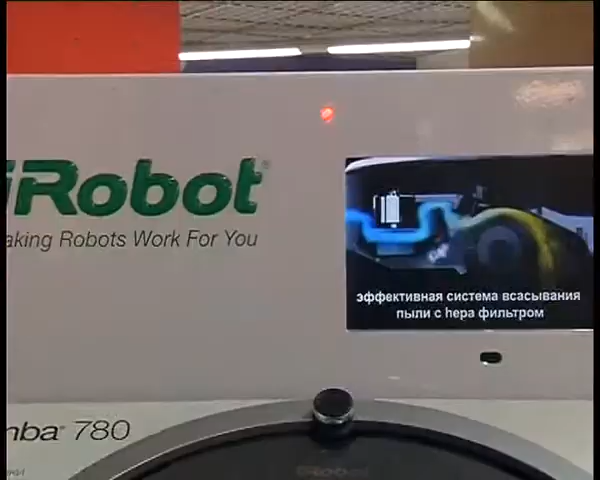 iRobot®
aking Robots Work For You
эффективная система всасывания
пыли с hepa фильтром
mba® 780